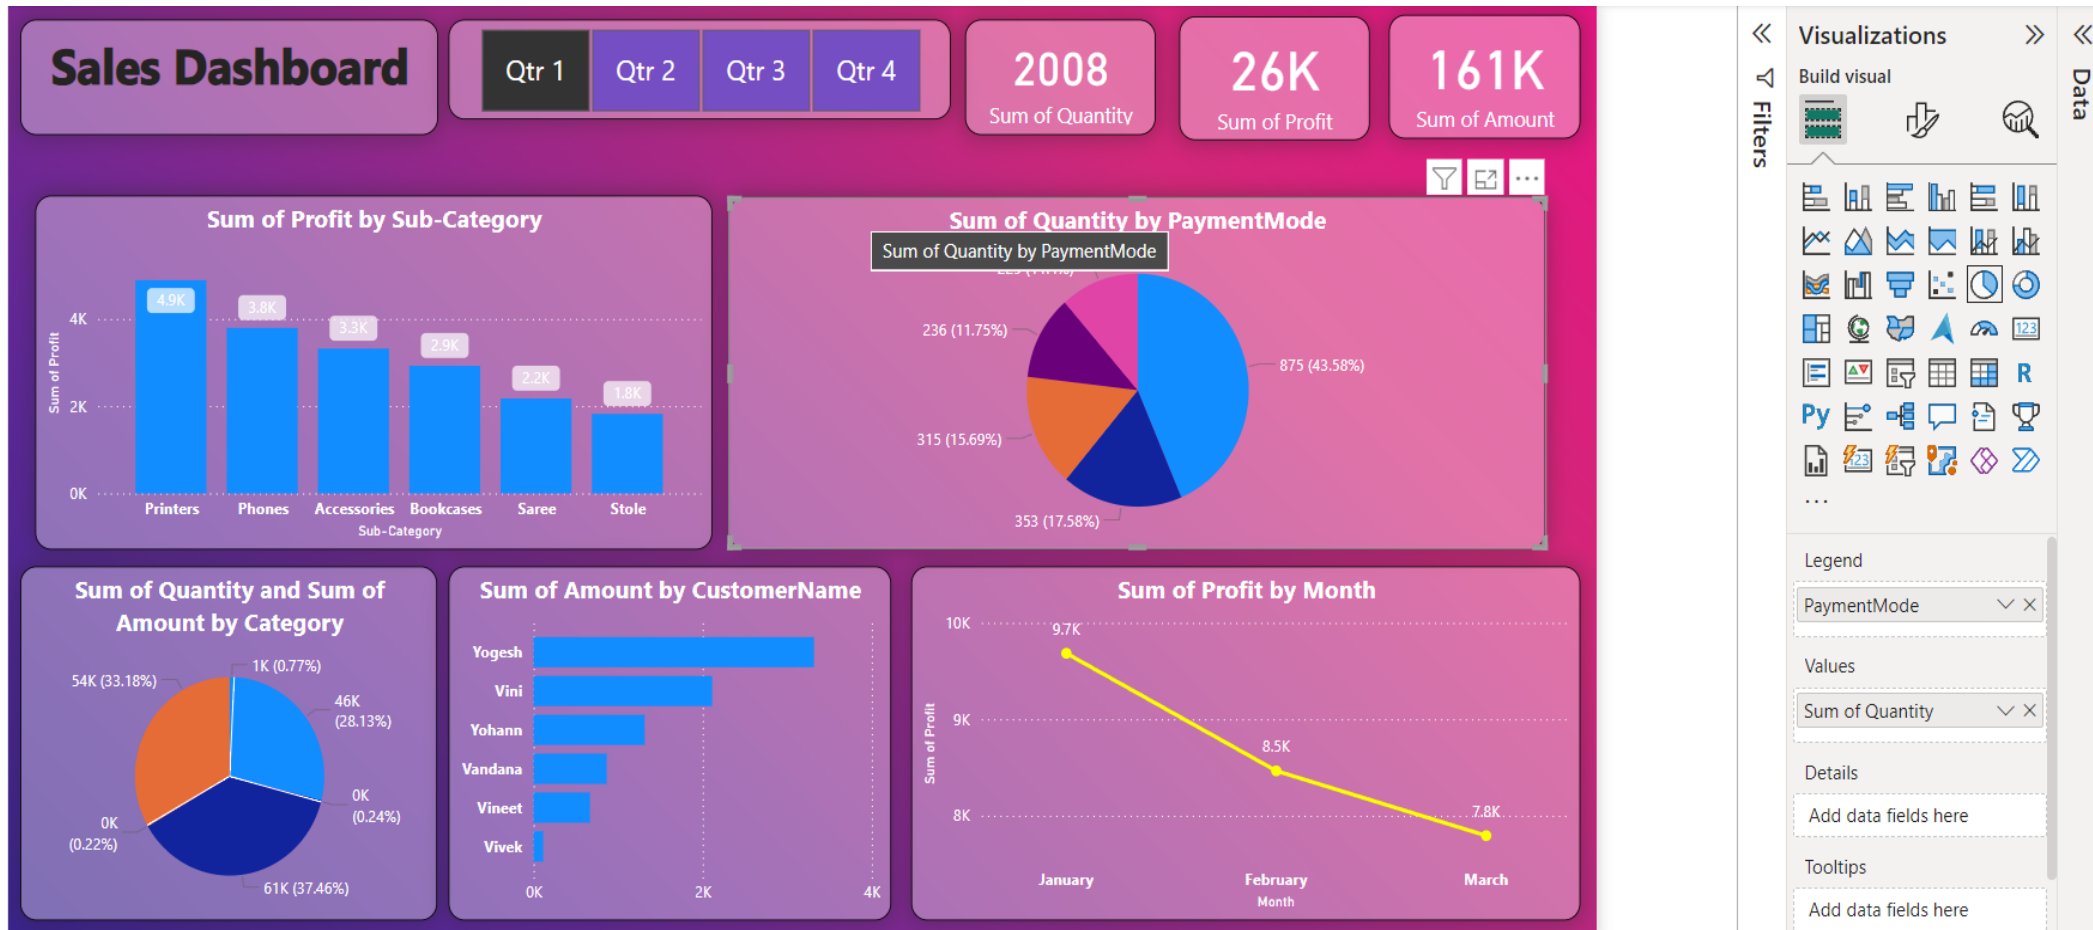 Sales Dashboard
Qtr 1
Qtr 2
Qtr 3
Qtr 4
2008
Sum of Quantity
26K
Sum of Profit
161K
Sum of Amount
Sum of Profit by Sub-Category
Sum of Profit
4K
2K
0K
4.9K
3.8K
3.3K
2.9K
2.2K
1.8K
Printers
Phones
Accessories
Bookcases
Saree
Stole
Sub-Category
Sum of Quantity by PaymentMode
Sum of Quantity by PaymentMode
236 (11.75%)
875 (43.58%)
315 (15.69%)
353 (17.58%)
Sum of Quantity and Sum of
Amount by Category
1K (0.77%)
54K (33.18%)
46K
(28.13%)
0K
(0.24%)
0K
(0.22%)
61K (37.46%)
Sum of Amount by CustomerName
Yogesh
Vini
Yohann
Vandana
Vineet
Vivek
0K
2K
4K
Sum of Profit by Month
Sum of Profit
10K
9K
8K
9.7K
8.5K
7.8K
January
February
March
Month
Filters
Visualizations
Build visual
123
R
Py
123
Legend
PaymentMode
Values
Sum of Quantity
Details
Add data fields here
Tooltips
Add data fields here
Data